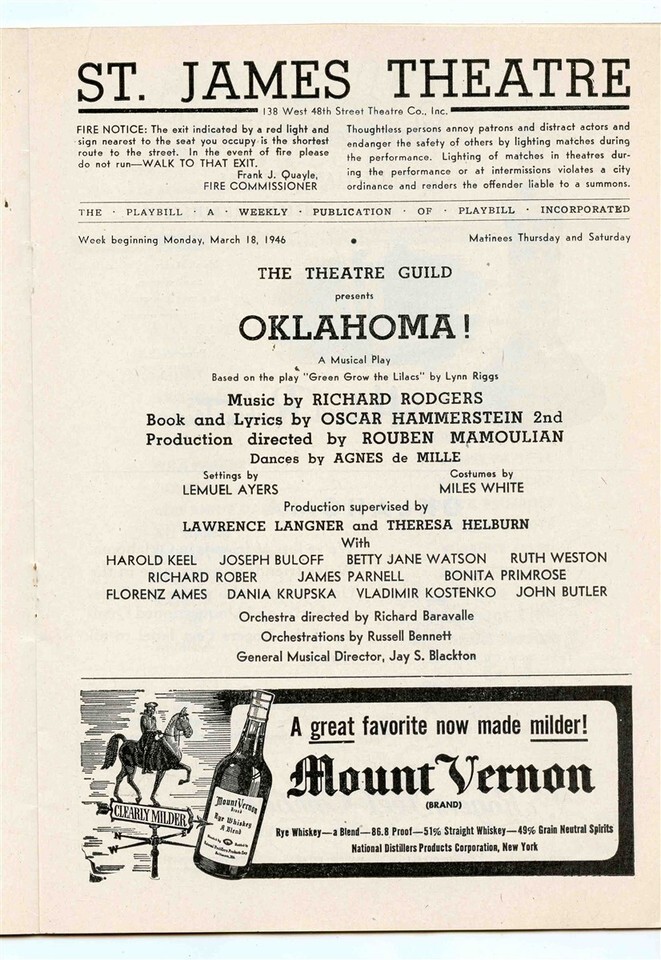 ST. JAMES THEATRE
138 West 48th Street Theatre Co., Inc.
FIRE NOTICE: The exit indicated by a red light and
sign nearest to the seat you occupy is the shortest
route to the street. In the event of fire please
do not run—WALK TO THAT EXIT.
Frank J. Quayle,
FIRE COMMISSIONER
Thoughtless persons annoy patrons and distract actors and
endanger the safety of others by lighting matches during
the performance. Lighting of matches in theatres dur-
ing the performance or at intermissions violates a city
ordinance and renders the offender liable to a summons.
THE · PLAYBILL · A · WEEKLY · PUBLICATION · OF · PLAYBILL · INCORPORATED
Week beginning Monday, March 18, 1946 • Matinees Thursday and Saturday
THE THEATRE GUILD
presents
OKLAHOMA!
A Musical Play
Based on the play "Green Grow the Lilacs" by Lynn Riggs
Music by RICHARD RODGERS
Book and Lyrics by OSCAR HAMMERSTEIN 2nd
Production directed by ROUBEN MAMOULIAN
Dances by AGNES de MILLE
Settings by Costumes by
LEMUEL AYERS MILES WHITE
Production supervised by
LAWRENCE LANGNER and THERESA HELBURN
With
HAROLD KEEL JOSEPH BULOFF BETTY JANE WATSON RUTH WESTON
RICHARD ROBER JAMES PARNELL BONITA PRIMROSE
FLORENZ AMES DANIA KRUPSKA VLADIMIR KOSTENKO JOHN BUTLER
Orchestra directed by Richard Baravalle
Orchestrations by Russell Bennett
General Musical Director, Jay S. Blackton
A great favorite now made milder!
Mount Vernon
(BRAND)
Rye Whiskey—a Blend—86.8 Proof—51% Straight Whiskey—49% Grain Neutral Spirits
National Distillers Products Corporation, New York
CLEARLY MILDER
N
W
S
Mount Vernon
Brand
Rye Whiskey
A Blend